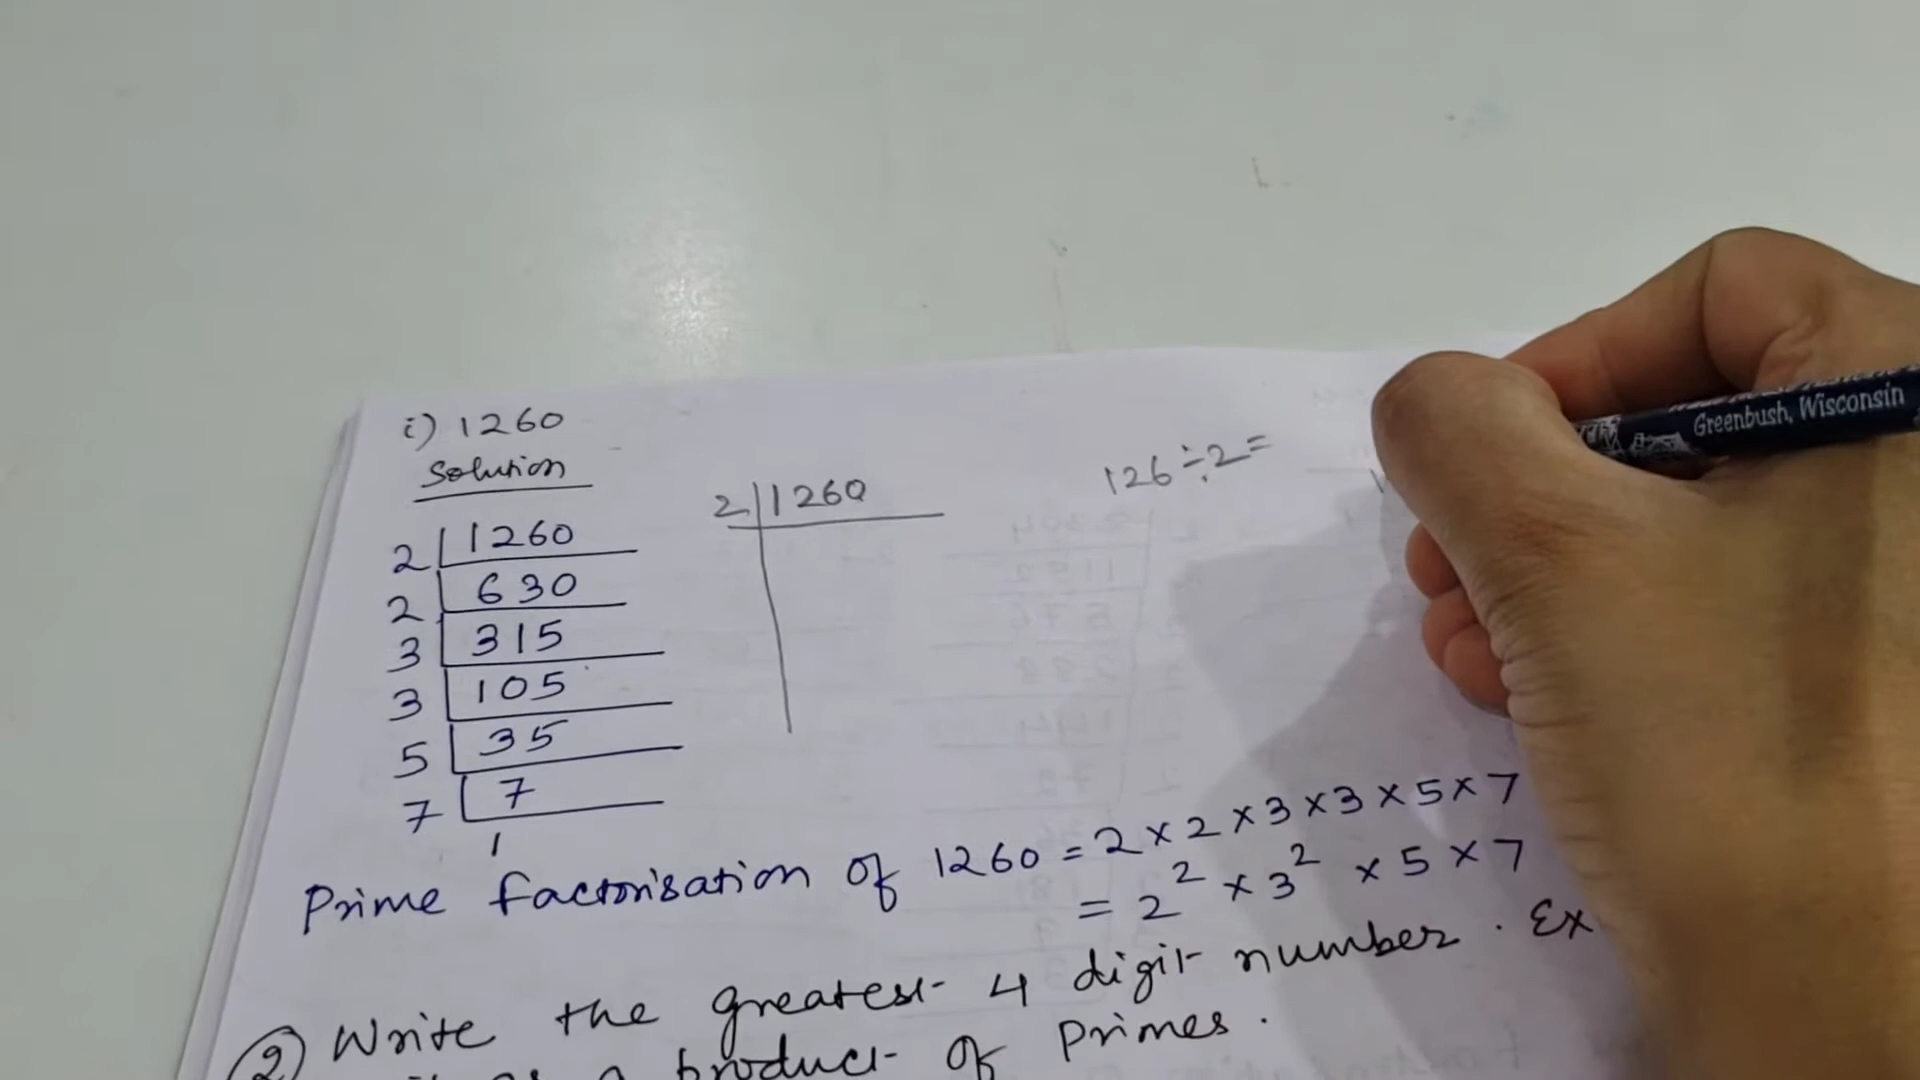 i) 1260
Solution
2 | 1260
2 | 630
3 | 315
3 | 105
5 | 35
7 | 7
1
2 | 1260
126 ÷ 2 =
Greenbush, Wisconsin
Prime factorisation of 1260 = 2 × 2 × 3 × 3 × 5 × 7
= 2² × 3² × 5 × 7
2) Write the greatest 4 digit number. Ex
a product of primes.